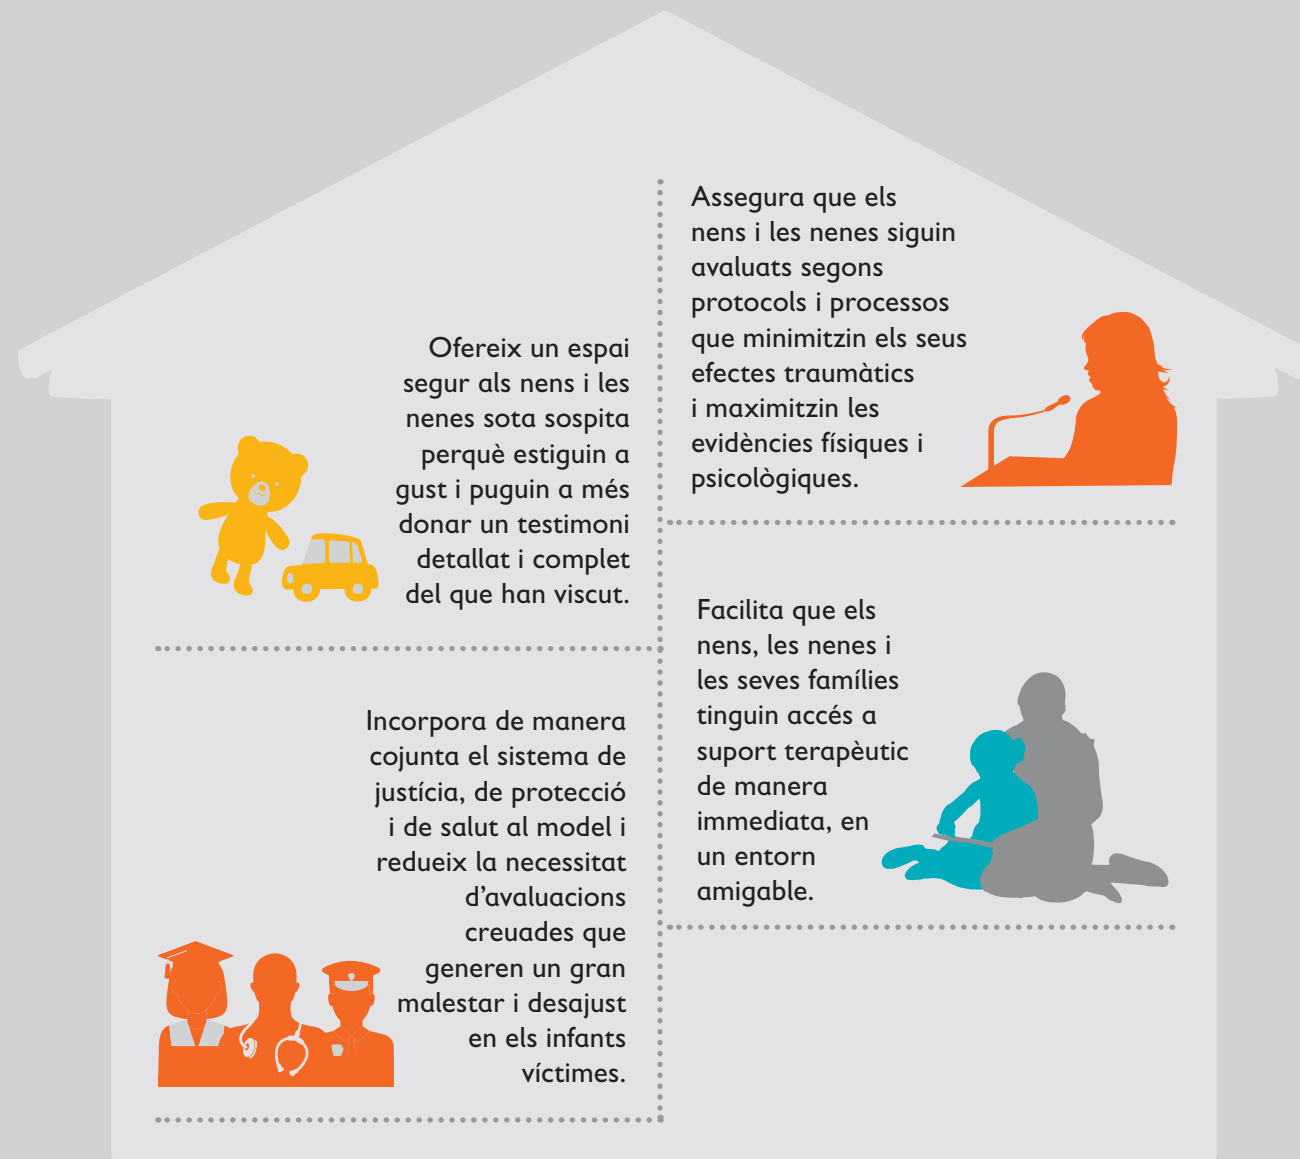 Ofereix un espai
segur als nens i les
nenes sota sospita
perquè estiguin a
gust i puguin a més
donar un testimoni
detallat i complet
del que han viscut.
Assegura que els
nens i les nenes siguin
avaluats segons
protocols i processos
que minimitzin els seus
efectes traumàtics
i maximitzin les
evidències físiques i
psicològiques.
Incorpora de manera
cojunta el sistema de
justícia, de protecció
i de salut al model i
redueix la necessitat
d’avaluacions
creuades que
generen un gran
malestar i desajust
en els infants
víctimes.
Facilita que els
nens, les nenes i
les seves famílies
tinguin accés a
suport terapèutic
de manera
immediata, en
un entorn
amigable.